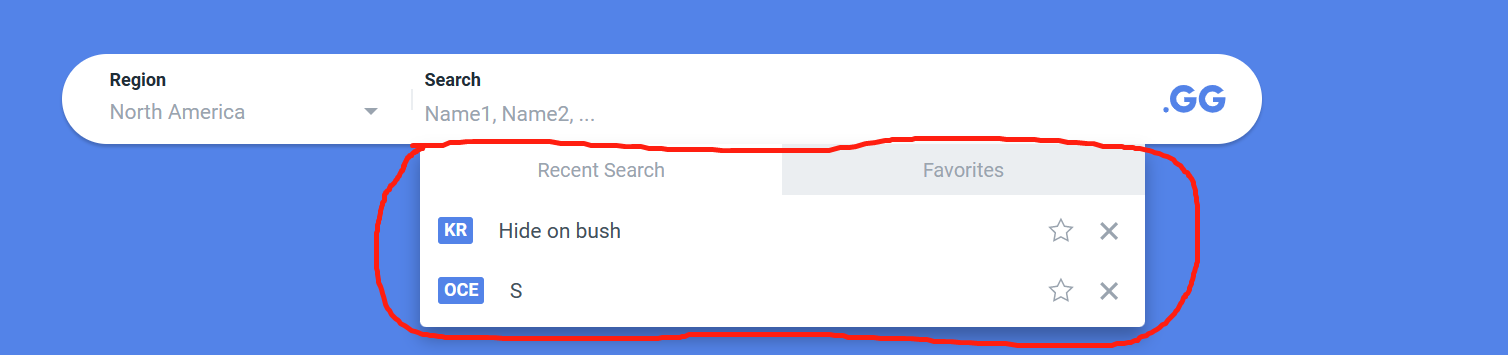 Region
Search
North America
Name1, Name2, ...
.GG
Recent Search
Favorites
KR Hide on bush
OCE S